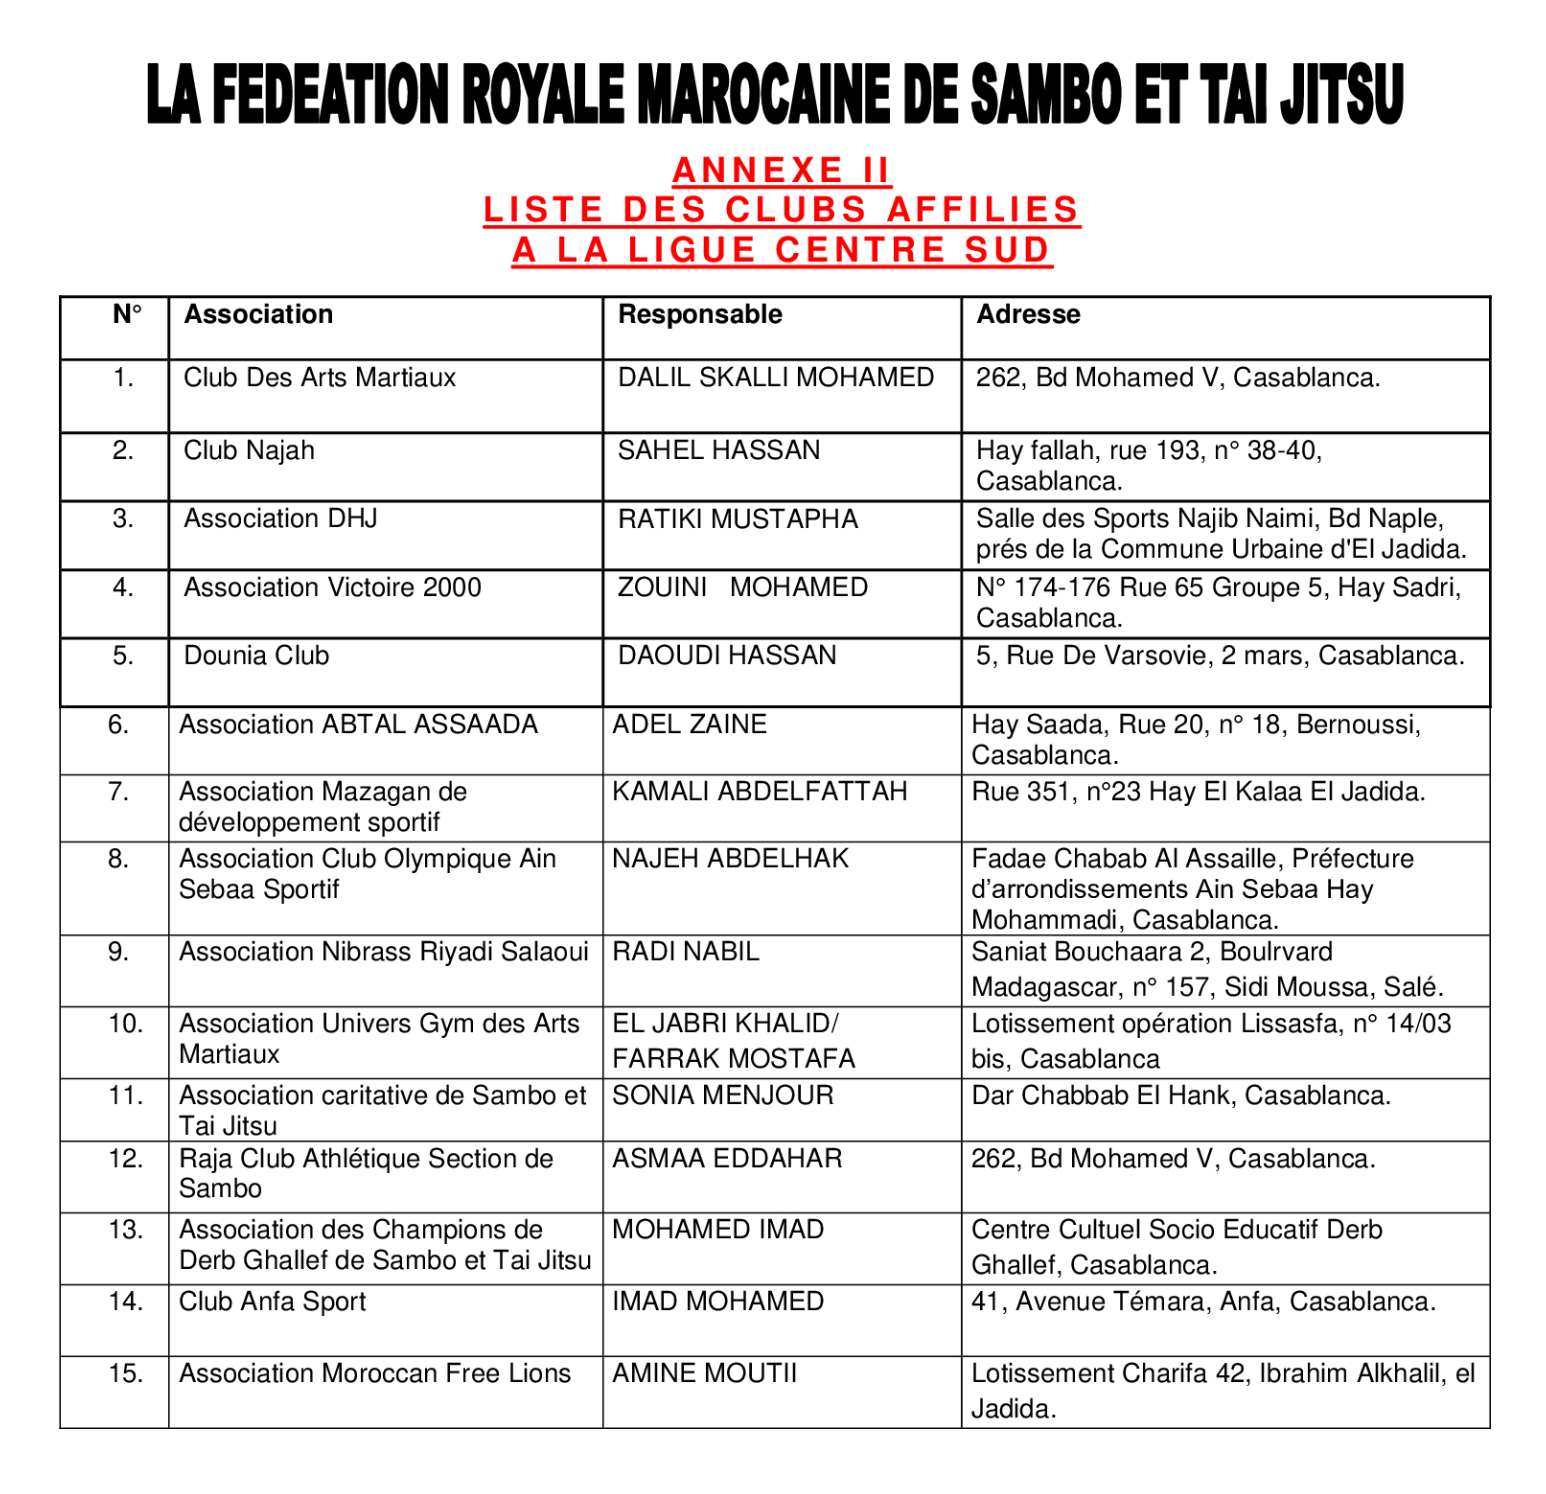 LA FEDEATION ROYALE MAROCAINE DE SAMBO ET TAI JITSU
ANNEXE II
LISTE DES CLUBS AFFILIES
A LA LIGUE CENTRE SUD
N° Association Responsable Adresse
1. Club Des Arts Martiaux DALIL SKALLI MOHAMED 262, Bd Mohamed V, Casablanca.
2. Club Najah SAHEL HASSAN Hay fallah, rue 193, n° 38-40,
Casablanca.
3. Association DHJ RATIKI MUSTAPHA Salle des Sports Najib Naimi, Bd Naple,
prés de la Commune Urbaine d'El Jadida.
4. Association Victoire 2000 ZOUINI MOHAMED N° 174-176 Rue 65 Groupe 5, Hay Sadri,
Casablanca.
5. Dounia Club DAOUDI HASSAN 5, Rue De Varsovie, 2 mars, Casablanca.
6. Association ABTAL ASSAADA ADEL ZAINE Hay Saada, Rue 20, n° 18, Bernoussi,
Casablanca.
7. Association Mazagan de KAMALI ABDELFATTAH Rue 351, n°23 Hay El Kalaa El Jadida.
développement sportif
8. Association Club Olympique Ain NAJEH ABDELHAK Fadae Chabab Al Assaille, Préfecture
Sebaa Sportif d’arrondissements Ain Sebaa Hay
Mohammadi, Casablanca.
9. Association Nibrass Riyadi Salaoui RADI NABIL Saniat Bouchaara 2, Boulrvard
Madagascar, n° 157, Sidi Moussa, Salé.
10. Association Univers Gym des Arts EL JABRI KHALID/ Lotissement opération Lissasfa, n° 14/03
Martiaux FARRAK MOSTAFA bis, Casablanca
11. Association caritative de Sambo et SONIA MENJOUR Dar Chabbab El Hank, Casablanca.
Tai Jitsu
12. Raja Club Athlétique Section de ASMAA EDDAHAR 262, Bd Mohamed V, Casablanca.
Sambo
13. Association des Champions de MOHAMED IMAD Centre Cultuel Socio Educatif Derb
Derb Ghallef de Sambo et Tai Jitsu Ghallef, Casablanca.
14. Club Anfa Sport IMAD MOHAMED 41, Avenue Témara, Anfa, Casablanca.
15. Association Moroccan Free Lions AMINE MOUTII Lotissement Charifa 42, Ibrahim Alkhalil, el
Jadida.